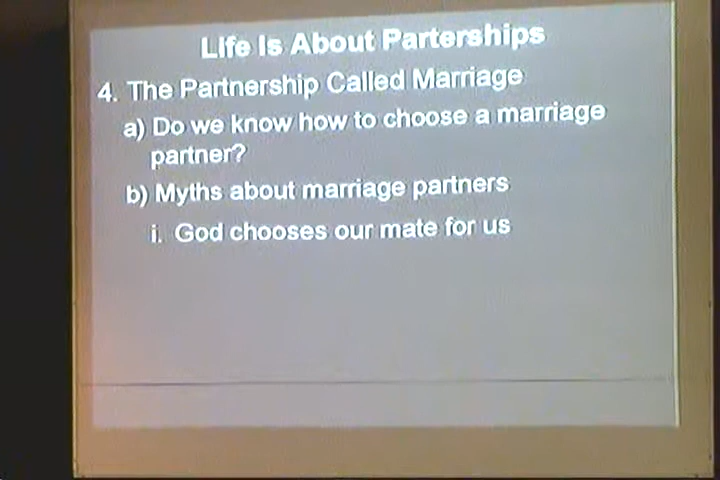 Life Is About Parterships
4. The Partnership Called Marriage
a) Do we know how to choose a marriage
partner?
b) Myths about marriage partners
i. God chooses our mate for us